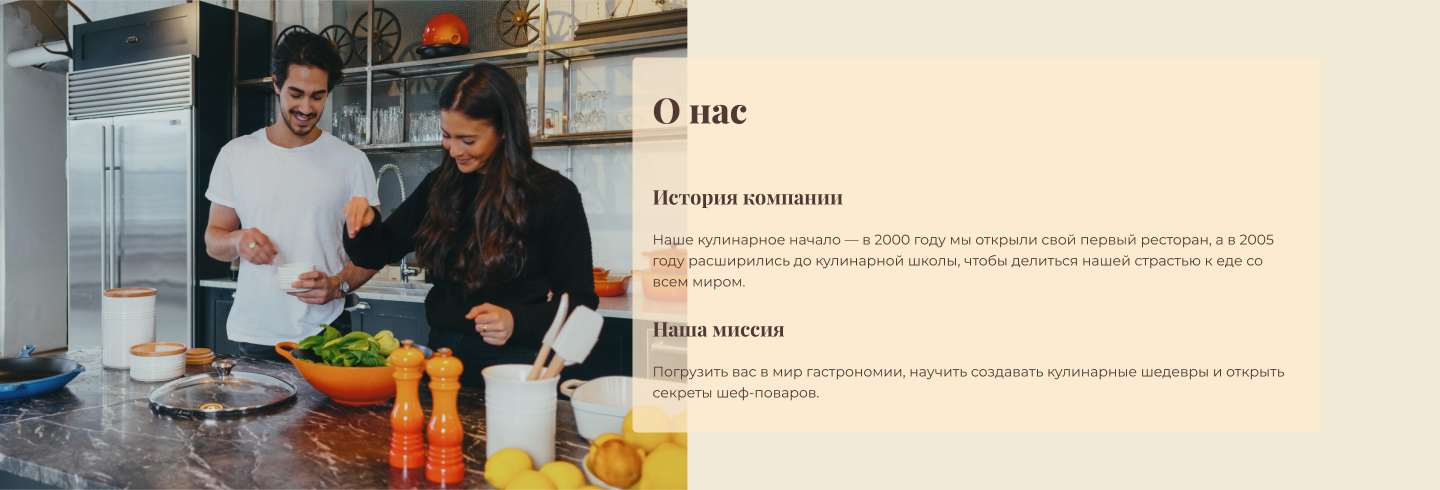 О нас
История компании
Наше кулинарное начало — в 2000 году мы открыли свой первый ресторан, а в 2005
году расширились до кулинарной школы, чтобы делиться нашей страстью к еде со
всем миром.
Наша миссия
Погрузить вас в мир гастрономии, научить создавать кулинарные шедевры и открыть
секреты шеф-поваров.